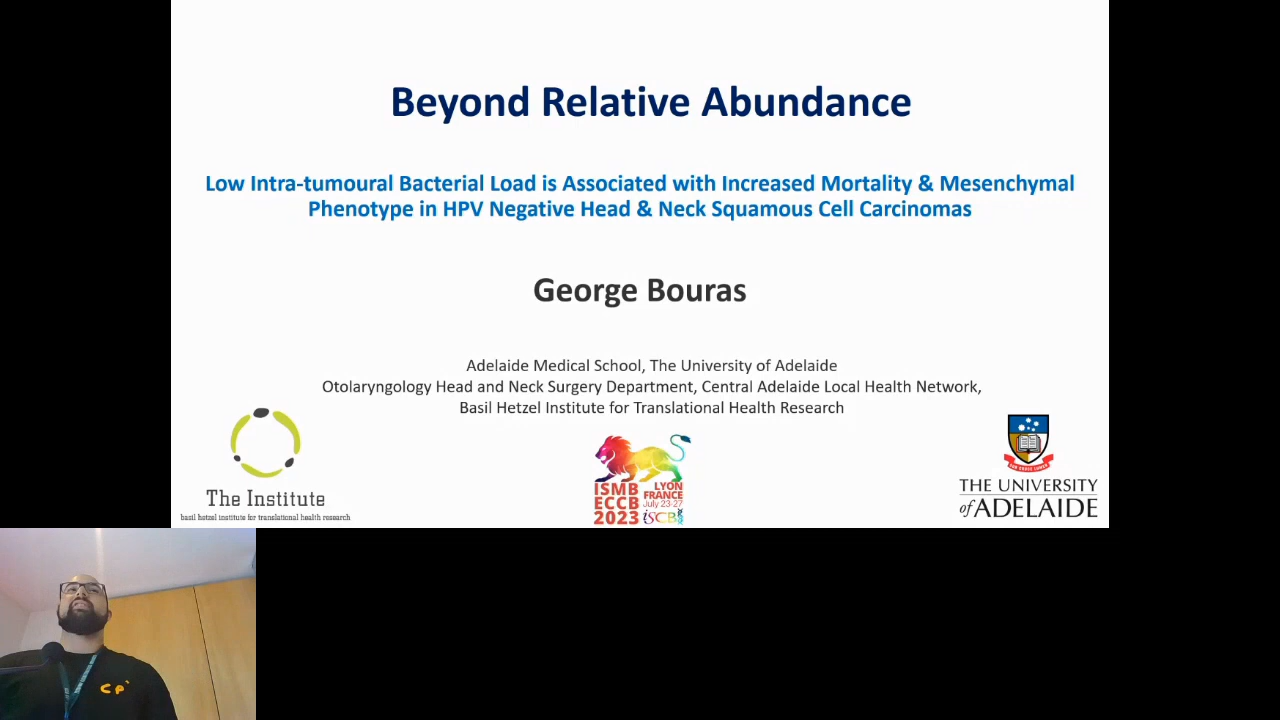 Beyond Relative Abundance
Low Intra-tumoural Bacterial Load is Associated with Increased Mortality & Mesenchymal
Phenotype in HPV Negative Head & Neck Squamous Cell Carcinomas
George Bouras
Adelaide Medical School, The University of Adelaide
Otolaryngology Head and Neck Surgery Department, Central Adelaide Local Health Network,
Basil Hetzel Institute for Translational Health Research
The Institute
basil hetzel institute for translational health research
ISMB
ECCB
2023
LYON
FRANCE
July 23-27
ISCB
THE UNIVERSITY
of ADELAIDE
CP